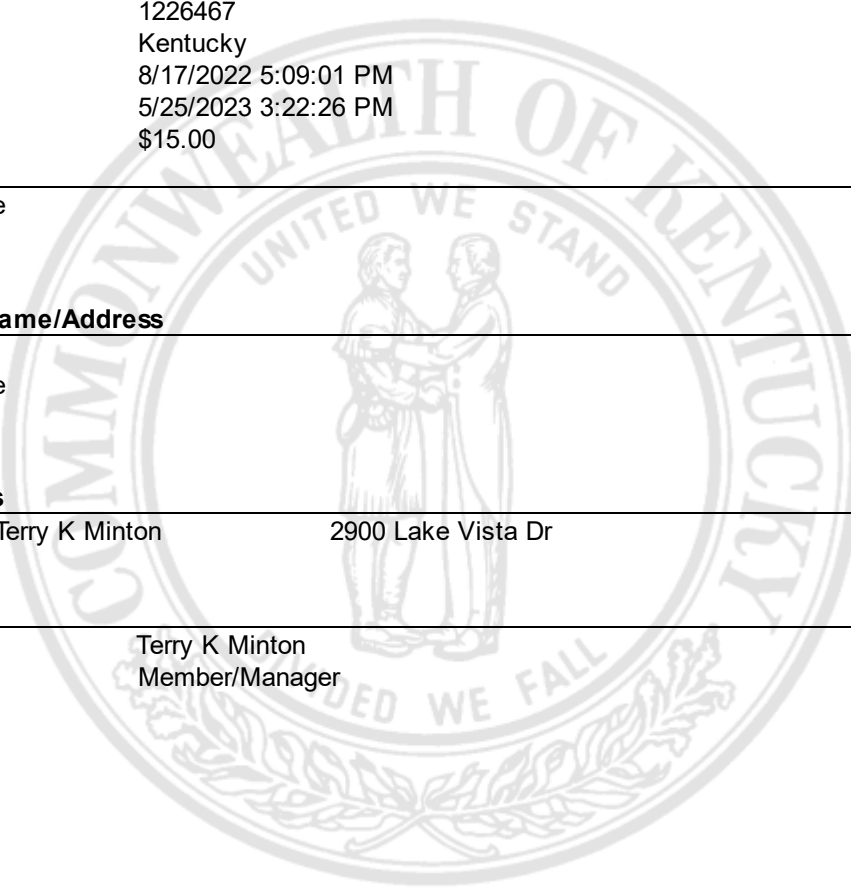 1226467
Kentucky
8/17/2022 5:09:01 PM
5/25/2023 3:22:26 PM
$15.00
e
ame/Address
e
s
Terry K Minton 2900 Lake Vista Dr
Terry K Minton
Member/Manager
COMMONWEALTH OF KENTUCKY
UNITED WE STAND
DED WE FALL